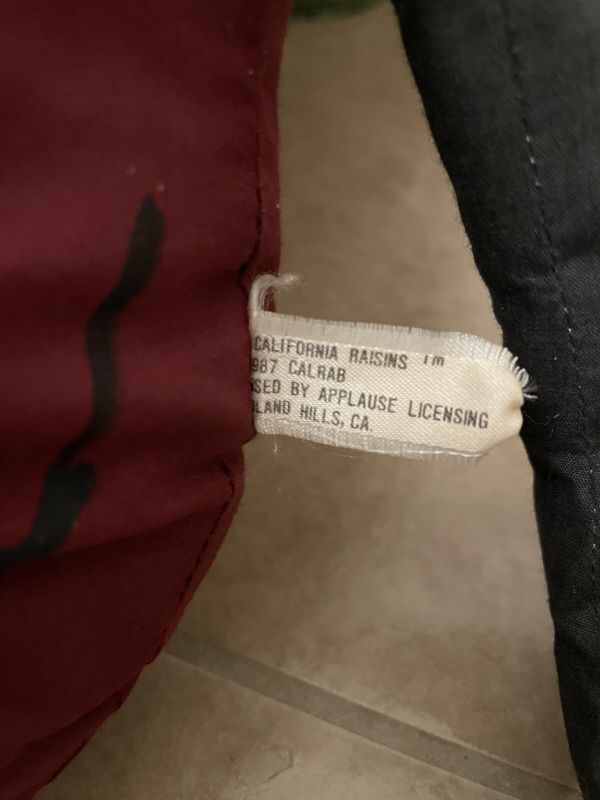 CALIFORNIA RAISINS TM
987 CALRAB
SED BY APPLAUSE LICENSING
LAND HILLS, CA